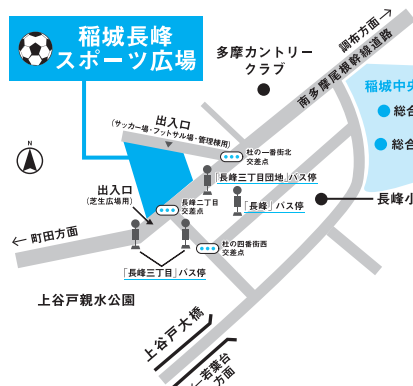 稲城長峰
スポーツ広場
多摩カントリー
クラブ
調布方面
南多摩尾根幹線道路
稲城中央
総合
総合
出入口
(サッカー場・フットサル場・管理棟用)
杜の一番街北
交差点
N
「長峰三丁目団地」バス停
出入口
(芝生広場用)
長峰二丁目
交差点
「長峰」バス停
長峰小
町田方面
杜の四番街西
交差点
「長峰三丁目」バス停
上谷戸親水公園
上谷戸大橋
若葉台
方面